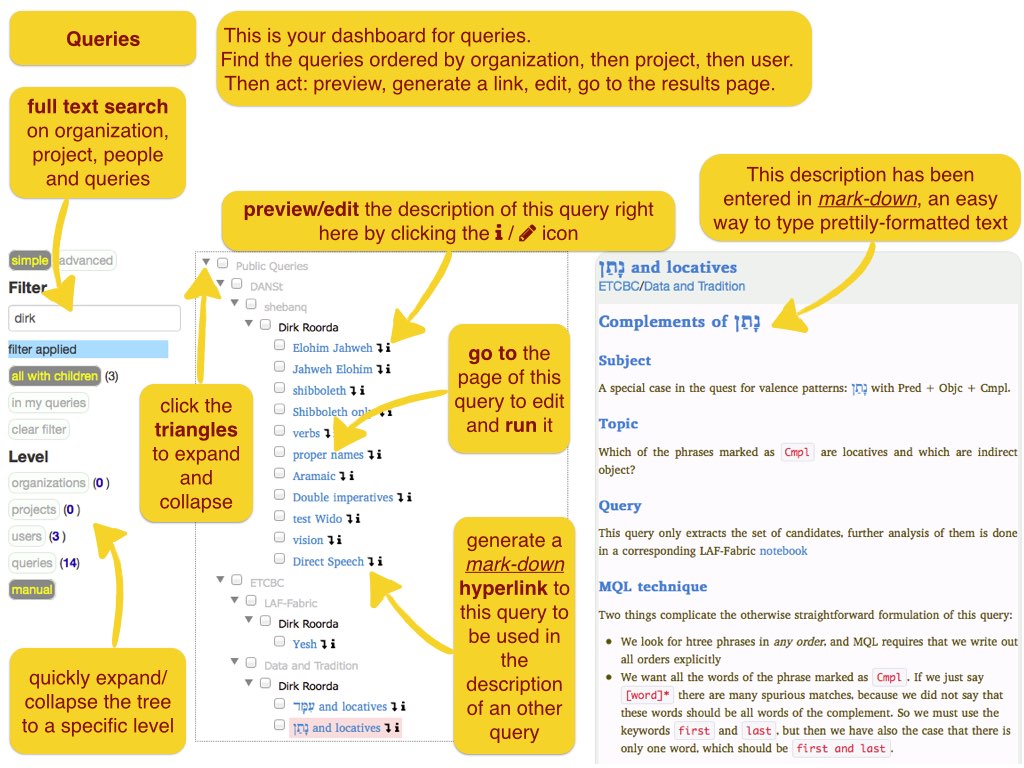 Queries
This is your dashboard for queries.
Find the queries ordered by organization, then project, then user.
Then act: preview, generate a link, edit, go to the results page.
full text search
on organization,
project, people
and queries
This description has been
entered in mark-down, an easy
way to type prettily-formatted text
preview/edit the description of this query right
here by clicking the i / icon
simple advanced
Filter
dirk
filter applied
all with children (3)
in my queries
clear filter
Level
organizations (0 )
projects (0 )
users (3 )
queries (14)
manual
click the
triangles
to expand
and
collapse
quickly expand/
collapse the tree
to a specific level
Public Queries
DANSt
shebanq
Dirk Roorda
Elohim Jahweh
Jahweh Elohim
shibboleth
Shibboleth only
verbs
proper names
Aramaic
Double imperatives
test Wido
vision
Direct Speech
ETCBC
LAF-Fabric
Dirk Roorda
Yesh
Data and Tradition
Dirk Roorda
עָמַד and locatives
נָתַן and locatives
go to the
page of this
query to edit
and run it
generate a
mark-down
hyperlink to
this query to
be used in
the
description
of an other
query
נָתַן and locatives
ETCBC/Data and Tradition
Complements of נָתַן
Subject
A special case in the quest for valence patterns: נָתַן with Pred + Objc + Cmpl.
Topic
Which of the phrases marked as Cmpl are locatives and which are indirect
object?
Query
This query only extracts the set of candidates, further analysis of them is done
in a corresponding LAF-Fabric notebook
MQL technique
Two things complicate the otherwise straightforward formulation of this query:
• We look for htree phrases in any order, and MQL requires that we write out
all orders explicitly
• We want all the words of the phrase marked as Cmpl. If we just say
[word]* there are many spurious matches, because we did not say that
these words should be all words of the complement. So we must use the
keywords first and last, but then we have also the case that there is
only one word, which should be first and last.